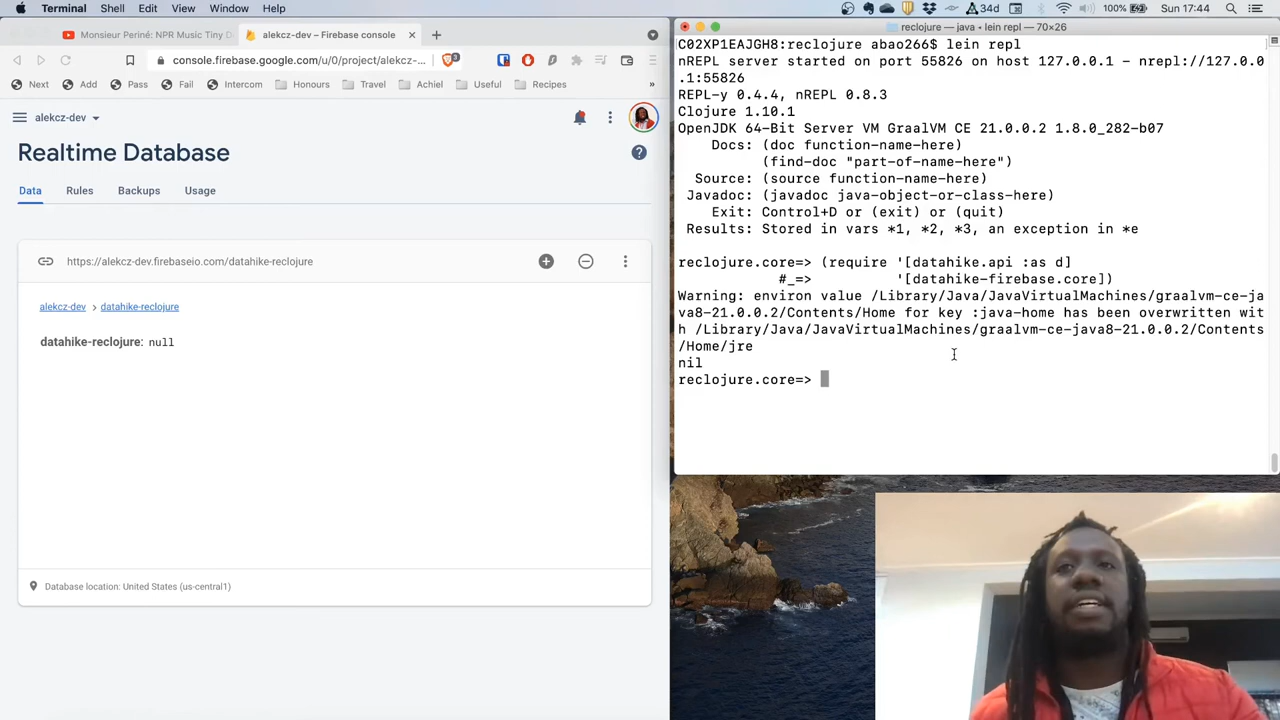 Terminal Shell Edit View Window Help
34d 100% Sun 17:44
Monsieur Periné: NPR Music Tiny D
alekcz-dev – Firebase console
console.firebase.google.com/u/0/project/alekcz-...
3
Next Add Pass Fail Intercom Honours Travel Achiel Useful Recipes »
alekcz-dev
Realtime Database
Data Rules Backups Usage
https://alekcz-dev.firebaseio.com/datahike-reclojure
alekcz-dev > datahike-reclojure
datahike-reclojure: null
Database location: United States (us-central1)
reclojure — java • lein repl — 70×26
C02XP1EAJGH8:reclojure abao266$ lein repl
nREPL server started on port 55826 on host 127.0.0.1 - nrepl://127.0.0
.1:55826
REPL-y 0.4.4, nREPL 0.8.3
Clojure 1.10.1
OpenJDK 64-Bit Server VM GraalVM CE 21.0.0.2 1.8.0_282-b07
Docs: (doc function-name-here)
(find-doc "part-of-name-here")
Source: (source function-name-here)
Javadoc: (javadoc java-object-or-class-here)
Exit: Control+D or (exit) or (quit)
Results: Stored in vars *1, *2, *3, an exception in *e
reclojure.core=> (require '[datahike.api :as d]
#_=> '[datahike-firebase.core])
Warning: environ value /Library/Java/JavaVirtualMachines/graalvm-ce-ja
va8-21.0.0.2/Contents/Home for key :java-home has been overwritten wit
h /Library/Java/JavaVirtualMachines/graalvm-ce-java8-21.0.0.2/Contents
/Home/jre
nil
reclojure.core=>